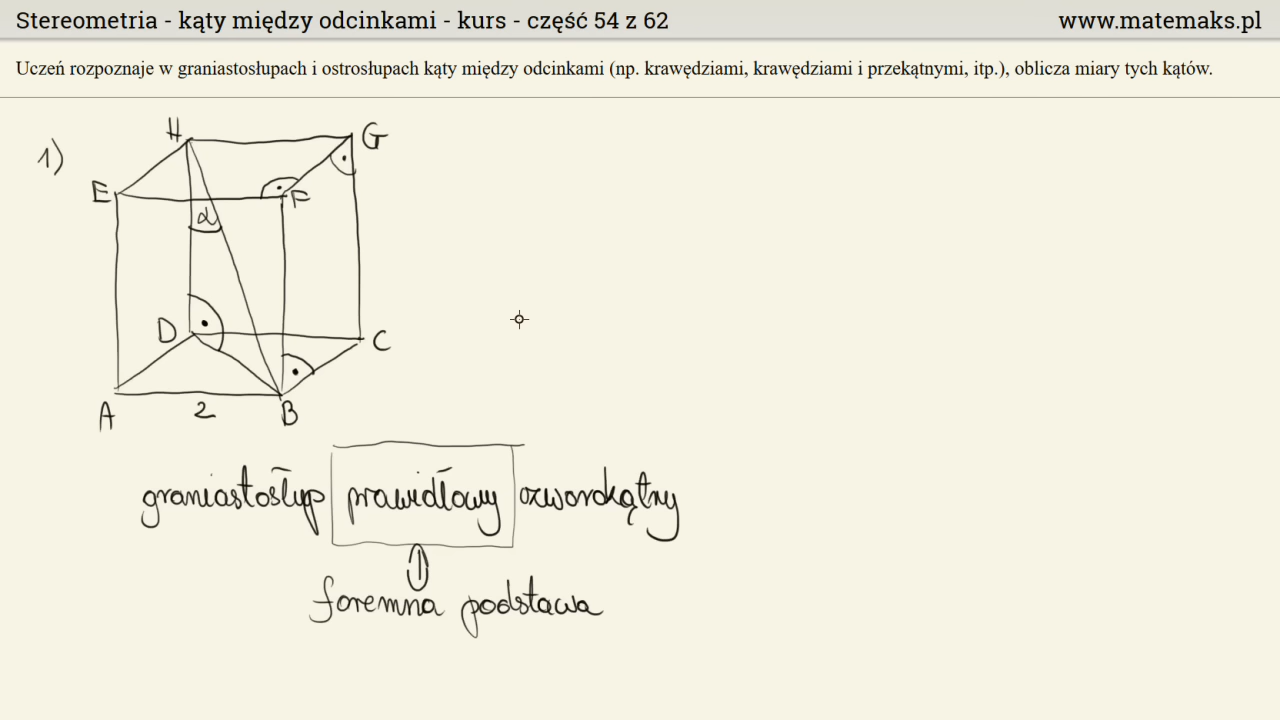 Stereometria - kąty między odcinkami - kurs - część 54 z 62 www.matemaks.pl
Uczeń rozpoznaje w graniastosłupach i ostrosłupach kąty między odcinkami (np. krawędziami, krawędziami i przekątnymi, itp.), oblicza miary tych kątów.
1)
H G
E F
α
D C
A 2 B
graniastosłup prawidłowy czworokątny
foremna podstawa